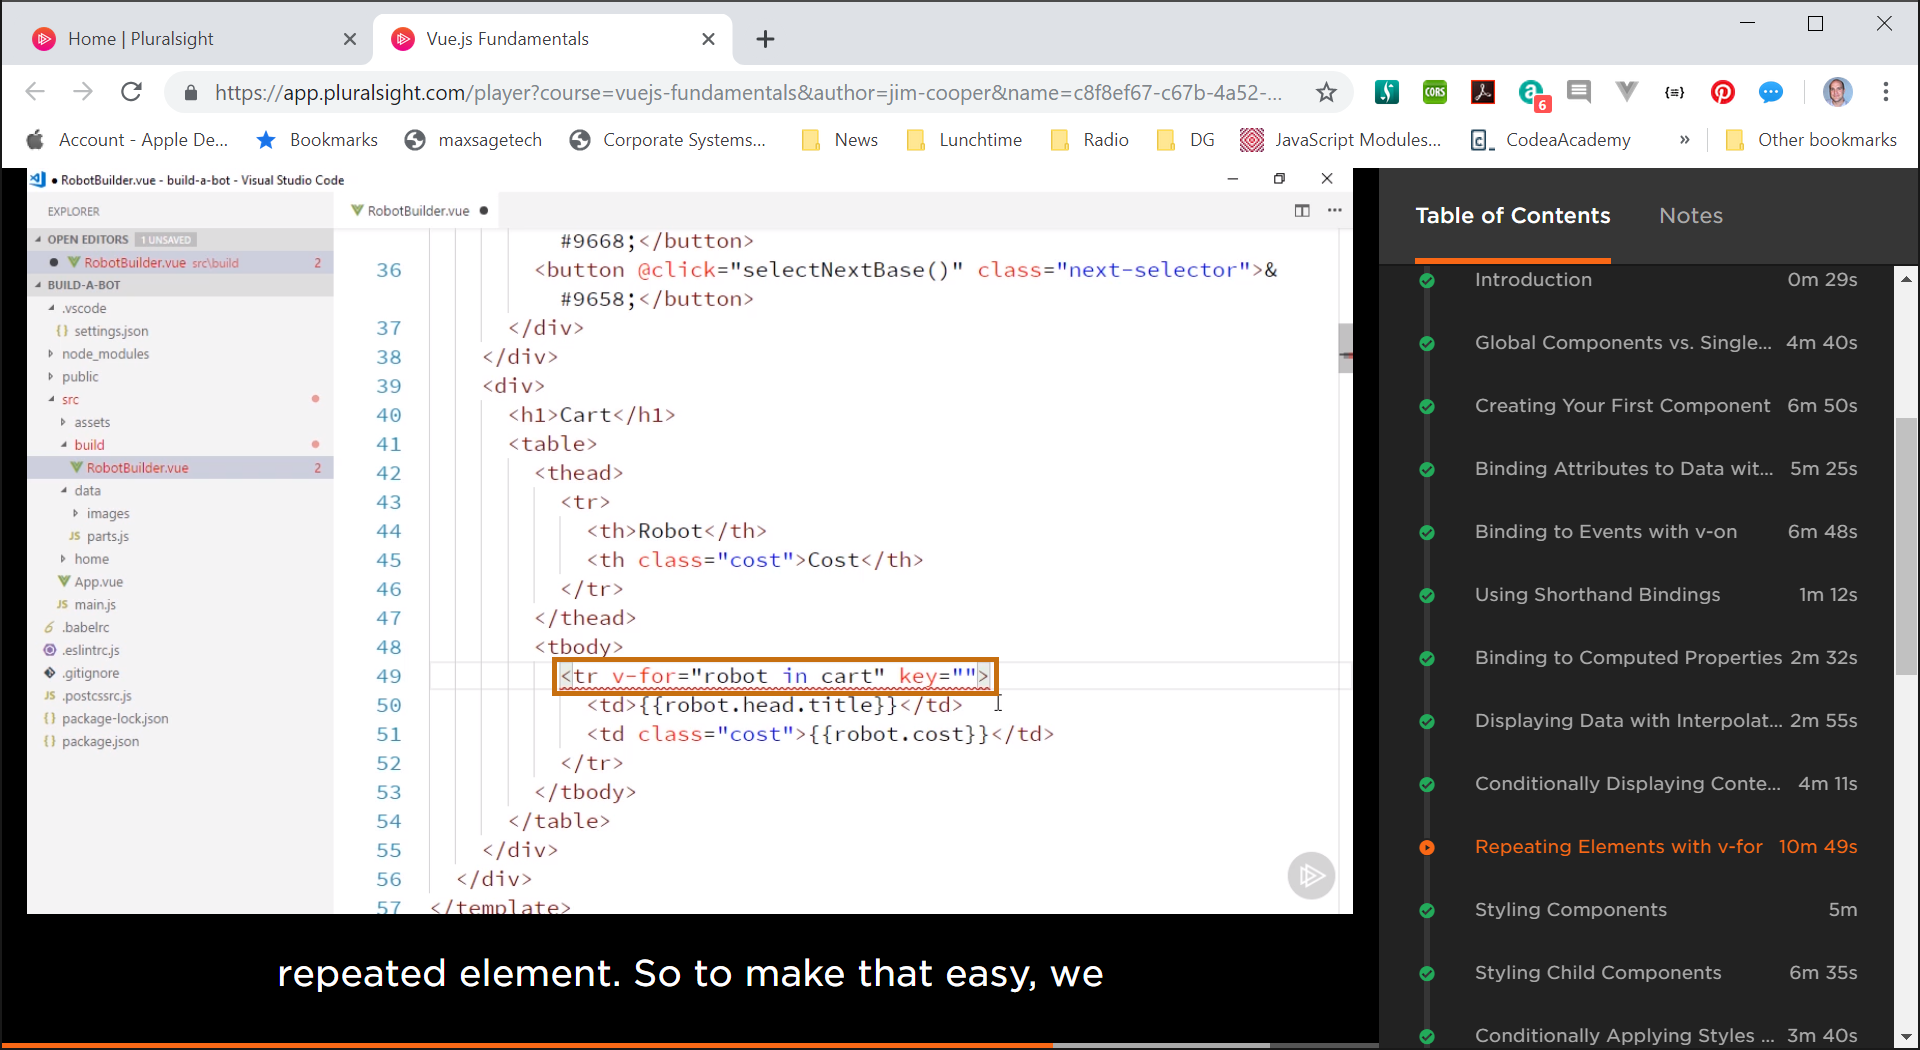 Home | Pluralsight
Vue.js Fundamentals
https://app.pluralsight.com/player?course=vuejs-fundamentals&author=jim-cooper&name=c8f8ef67-c67b-4a52-...
CORS
6
Account - Apple De...
Bookmarks
maxsagetech
Corporate Systems...
News
Lunchtime
Radio
DG
JavaScript Modules...
CodeaAcademy
»
Other bookmarks
● RobotBuilder.vue - build-a-bot - Visual Studio Code
EXPLORER
RobotBuilder.vue ●
OPEN EDITORS 1 UNSAVED
● RobotBuilder.vue src\build 2
BUILD-A-BOT
.vscode
{} settings.json
node_modules
public
src
assets
build
RobotBuilder.vue 2
data
images
JS parts.js
home
App.vue
JS main.js
.babelrc
.eslintrc.js
.gitignore
JS .postcssrc.js
{} package-lock.json
{} package.json
#9668;</button>
36 <button @click="selectNextBase()" class="next-selector">&
#9658;</button>
37 </div>
38 </div>
39 <div>
40 <h1>Cart</h1>
41 <table>
42 <thead>
43 <tr>
44 <th>Robot</th>
45 <th class="cost">Cost</th>
46 </tr>
47 </thead>
48 <tbody>
49 <tr v-for="robot in cart" key="">
50 <td>{{robot.head.title}}</td>
51 <td class="cost">{{robot.cost}}</td>
52 </tr>
53 </tbody>
54 </table>
55 </div>
56 </div>
57 </template>
repeated element. So to make that easy, we
Table of Contents
Notes
Introduction 0m 29s
Global Components vs. Single... 4m 40s
Creating Your First Component 6m 50s
Binding Attributes to Data wit... 5m 25s
Binding to Events with v-on 6m 48s
Using Shorthand Bindings 1m 12s
Binding to Computed Properties 2m 32s
Displaying Data with Interpolat... 2m 55s
Conditionally Displaying Conte... 4m 11s
Repeating Elements with v-for 10m 49s
Styling Components 5m
Styling Child Components 6m 35s
Conditionally Applying Styles ... 3m 40s